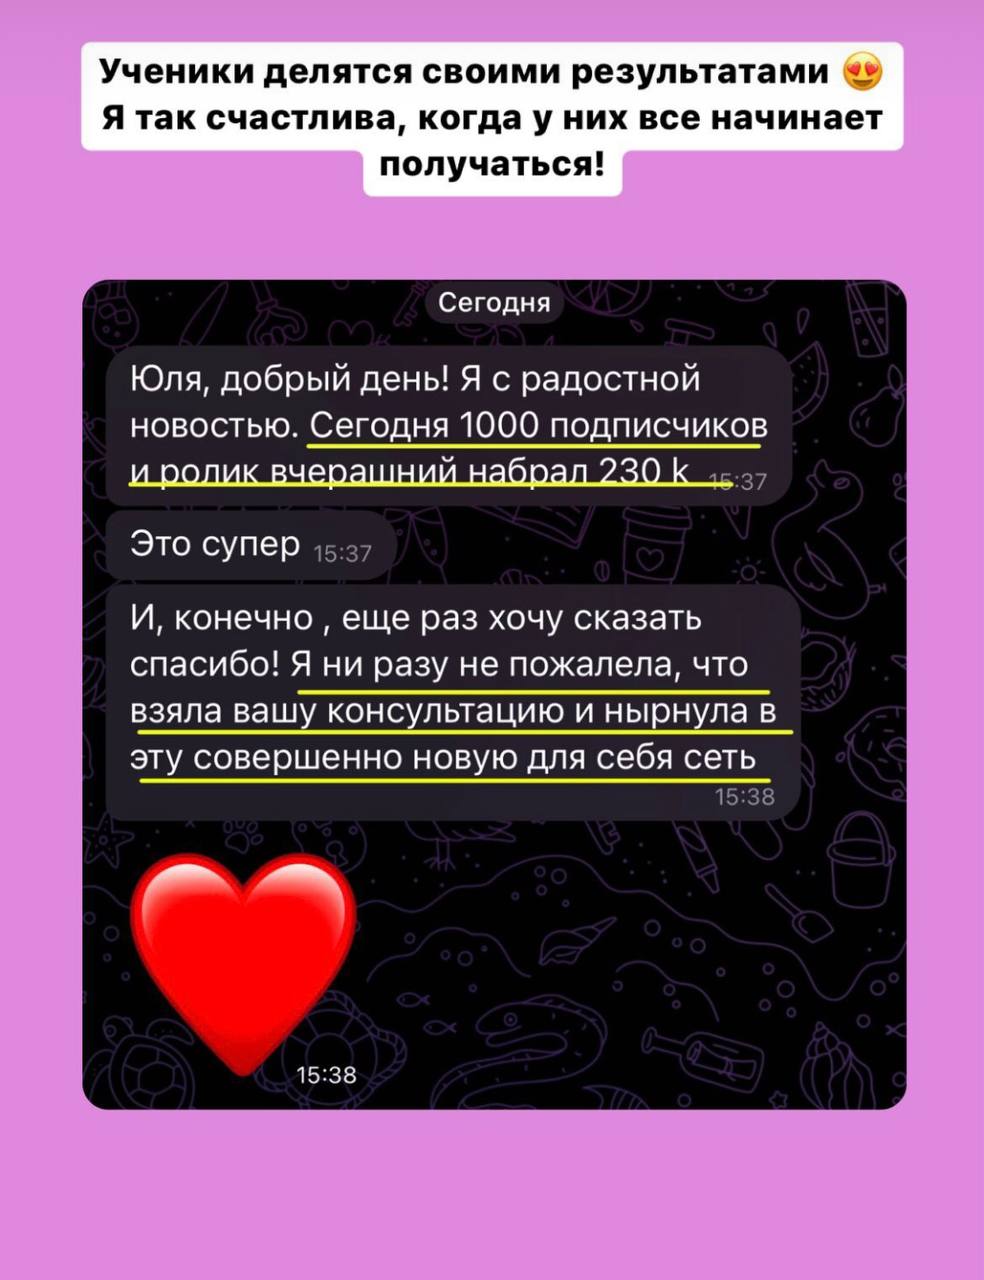 Ученики делятся своими результатами 😍
Я так счастлива, когда у них все начинает
получаться!
Сегодня
Юля, добрый день! Я с радостной
новостью. Сегодня 1000 подписчиков
и ролик вчерашний набрал 230 k 15:37
Это супер 15:37
И, конечно , еще раз хочу сказать
спасибо! Я ни разу не пожалела, что
взяла вашу консультацию и нырнула в
эту совершенно новую для себя сеть
15:38
15:38